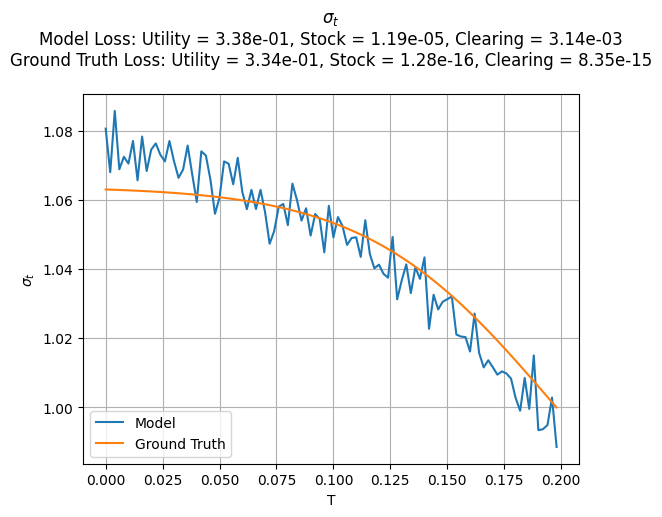 σt
Model Loss: Utility = 3.38e-01, Stock = 1.19e-05, Clearing = 3.14e-03
Ground Truth Loss: Utility = 3.34e-01, Stock = 1.28e-16, Clearing = 8.35e-15
1.08
1.06
1.04
1.02
1.00
σt
Model
Ground Truth
0.000 0.025 0.050 0.075 0.100 0.125 0.150 0.175 0.200
T